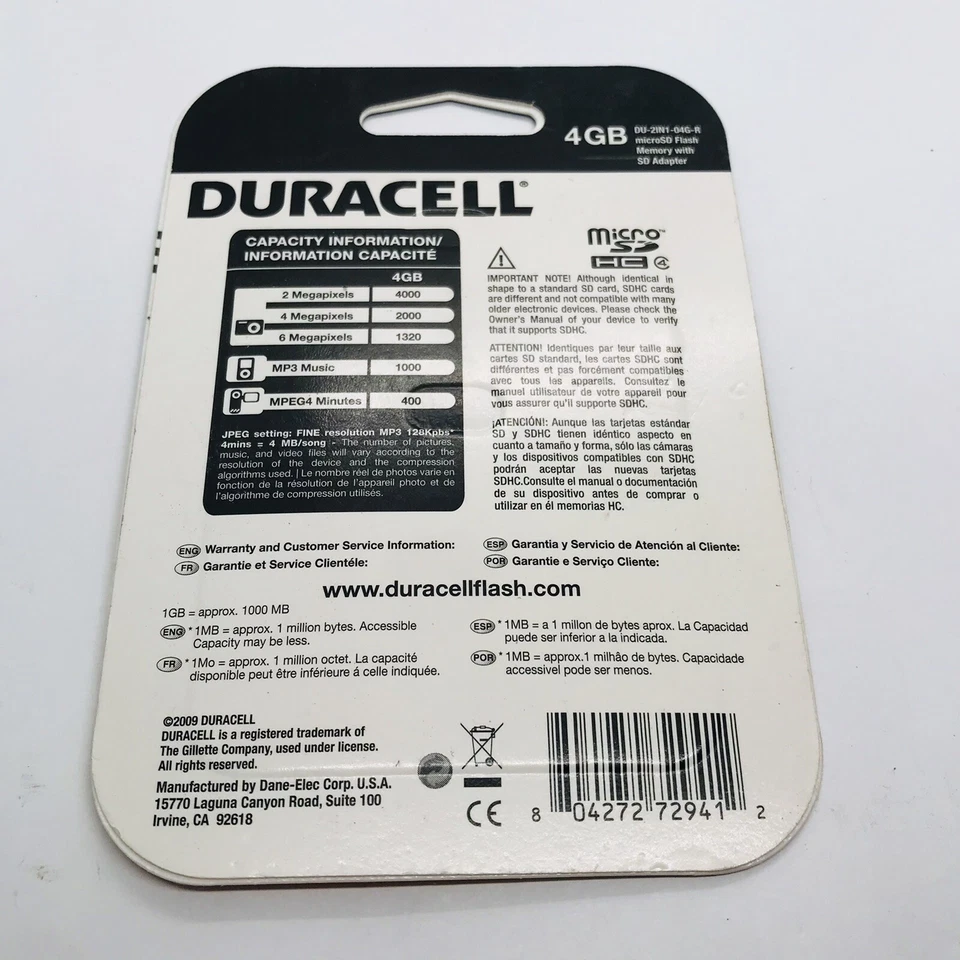 4GB
DU-2IN1-04G-R
microSD Flash
Memory with
SD Adapter
DURACELL®
CAPACITY INFORMATION/
INFORMATION CAPACITÉ
4GB
2 Megapixels 4000
4 Megapixels 2000
6 Megapixels 1320
MP3 Music 1000
MPEG4 Minutes 400
JPEG setting: FINE resolution MP3 128Kpbs*
4mins = 4 MB/song - The number of pictures,
music, and video files will vary according to the
resolution of the device and the compression
algorithms used. | Le nombre réel de photos varie en
fonction de la résolution de l'appareil photo et de
l'algorithme de compression utilisés.
micro™
SD
HC 4
IMPORTANT NOTE! Although identical in
shape to a standard SD card, SDHC cards
are different and not compatible with many
older electronic devices. Please check the
Owner's Manual of your device to verify
that it supports SDHC.
ATTENTION! Identiques par leur taille aux
cartes SD standard, les cartes SDHC sont
différentes et pas forcément compatibles
avec tous les appareils. Consultez le
manuel utilisateur de votre appareil pour
vous assurer qu'il supporte SDHC.
¡ATENCIÓN!: Aunque las tarjetas estándar
SD y SDHC tienen idéntico aspecto en
cuanto a tamaño y forma, sólo las cámaras
y los dispositivos compatibles con SDHC
podrán aceptar las nuevas tarjetas
SDHC.Consulte el manual o documentación
de su dispositivo antes de comprar o
utilizar en él memorias HC.
ENG Warranty and Customer Service Information:
FR Garantie et Service Clientéle:
ESP Garantia y Servicio de Atención al Cliente:
POR Garantie e Serviço Cliente:
www.duracellflash.com
1GB = approx. 1000 MB
ENG * 1MB = approx. 1 million bytes. Accessible
Capacity may be less.
FR * 1Mo = approx. 1 million octet. La capacité
disponible peut être inférieure á celle indiquée.
ESP * 1MB = a 1 millon de bytes aprox. La Capacidad
puede ser inferior a la indicada.
POR * 1MB = approx.1 milhâo de bytes. Capacidade
accessivel pode ser menos.
©2009 DURACELL
DURACELL is a registered trademark of
The Gillette Company, used under license.
All rights reserved.
Manufactured by Dane-Elec Corp. U.S.A.
15770 Laguna Canyon Road, Suite 100
Irvine, CA 92618
CE
8 04272 72941 2